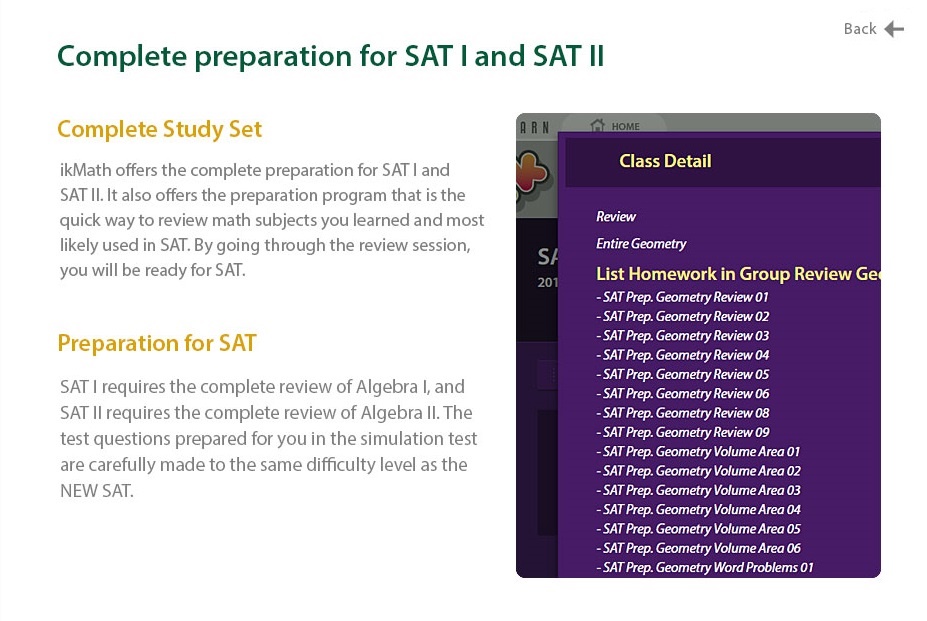 Back
Complete preparation for SAT I and SAT II
Complete Study Set
ikMath offers the complete preparation for SAT I and
SAT II. It also offers the preparation program that is the
quick way to review math subjects you learned and most
likely used in SAT. By going through the review session,
you will be ready for SAT.
Preparation for SAT
SAT I requires the complete review of Algebra I, and
SAT II requires the complete review of Algebra II. The
test questions prepared for you in the simulation test
are carefully made to the same difficulty level as the
NEW SAT.
ARN
HOME
Class Detail
SA
201
Review
Entire Geometry
List Homework in Group Review Geo
- SAT Prep. Geometry Review 01
- SAT Prep. Geometry Review 02
- SAT Prep. Geometry Review 03
- SAT Prep. Geometry Review 04
- SAT Prep. Geometry Review 05
- SAT Prep. Geometry Review 06
- SAT Prep. Geometry Review 08
- SAT Prep. Geometry Review 09
- SAT Prep. Geometry Volume Area 01
- SAT Prep. Geometry Volume Area 02
- SAT Prep. Geometry Volume Area 03
- SAT Prep. Geometry Volume Area 04
- SAT Prep. Geometry Volume Area 05
- SAT Prep. Geometry Volume Area 06
- SAT Prep. Geometry Word Problems 01